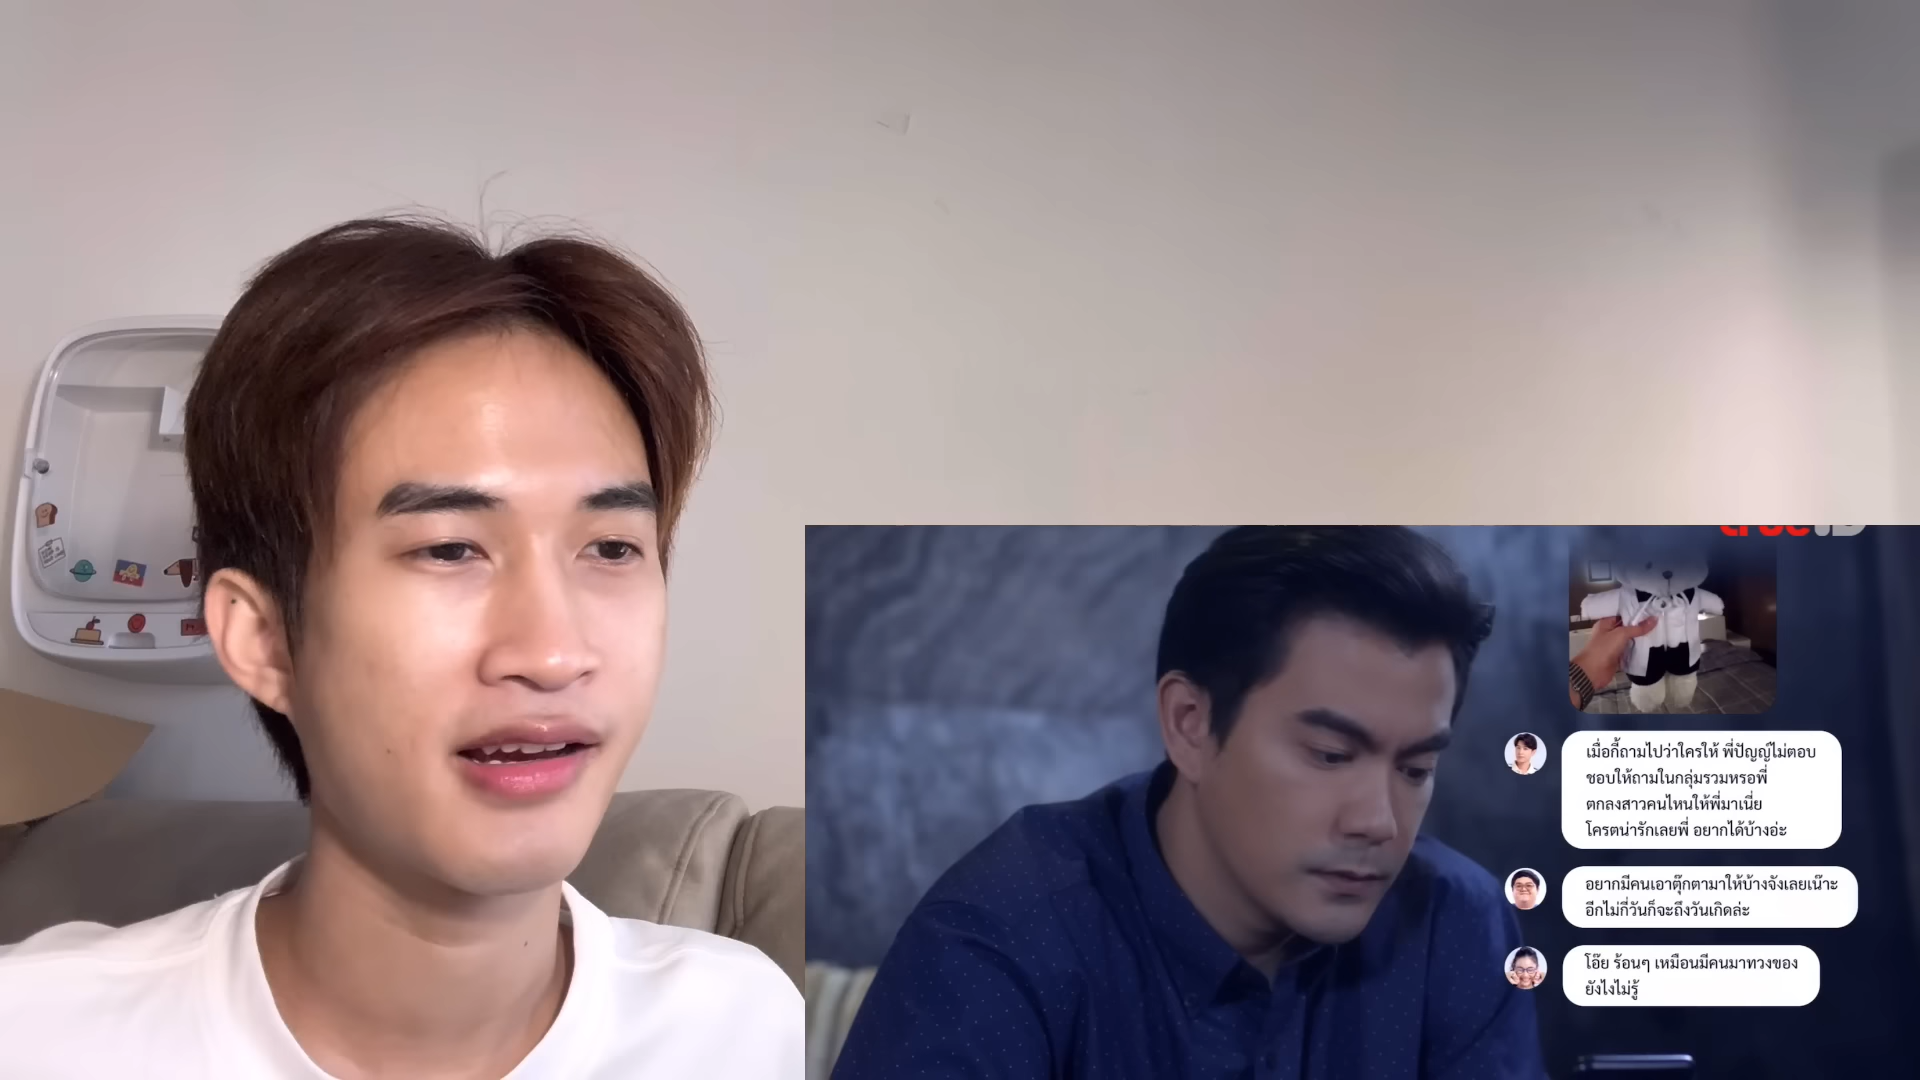 trueID
เมื่อกี้ถามไปว่าใครให้ พี่ปัญญ์ไม่ตอบ
ชอบให้ถามในกลุ่มรวมหรอพี่
ตกลงสาวคนไหนให้พี่มาเนี่ย
โครตน่ารักเลยพี่ อยากได้บ้างอ่ะ
อยากมีคนเอาตุ๊กตามาให้บ้างจังเลยเน๊าะ
อีกไม่กี่วันก็จะถึงวันเกิดล่ะ
โอ๊ย ร้อนๆ เหมือนมีคนมาทวงของ
ยังไงไม่รู้